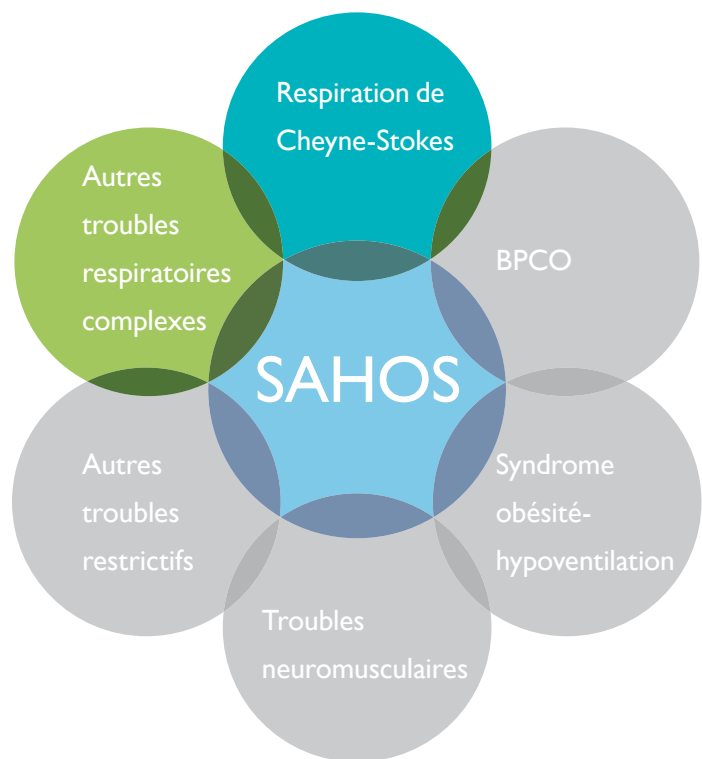 Respiration de
Cheyne-Stokes
Autres
troubles
respiratoires
complexes
BPCO
SAHOS
Autres
troubles
restrictifs
Syndrome
obésité-
hypoventilation
Troubles
neuromusculaires